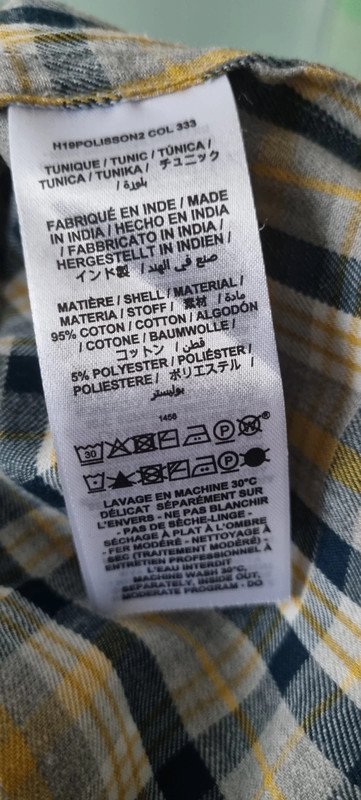 H19POLISSON2 COL 333
TUNIQUE / TUNIC / TÚNICA /
TUNICA / TUNIKA / チュニック
/ بلوزة
FABRIQUÉ EN INDE / MADE
IN INDIA / HECHO EN INDIA
/ FABBRICATO IN INDIA /
HERGESTELLT IN INDIEN /
インド製 / صنع في الهند
MATIÈRE / SHELL / MATERIAL /
MATERIA / STOFF / 素材 / مادة
95% COTON / COTTON / ALGODÓN
/ COTONE / BAUMWOLLE /
コットン / قطن
5% POLYESTER / POLIÉSTER /
POLIESTERE / ポリエステル /
بوليستر
1456
30 P W
P
LAVAGE EN MACHINE 30°C
DÉLICAT SÉPARÉMENT SUR
L'ENVERS - NE PAS BLANCHIR
- PAS DE SÈCHE-LINGE -
SÉCHAGE À PLAT À L'OMBRE
- FER MODÉRÉ - NETTOYAGE À
SEC (TRAITEMENT MODÉRÉ) -
ENTRETIEN PROFESSIONNEL À
L'EAU INTERDIT
MACHINE WASH 30°C,
SEPARATELY, INSIDE OUT,
MODERATE PROGRAM - DO